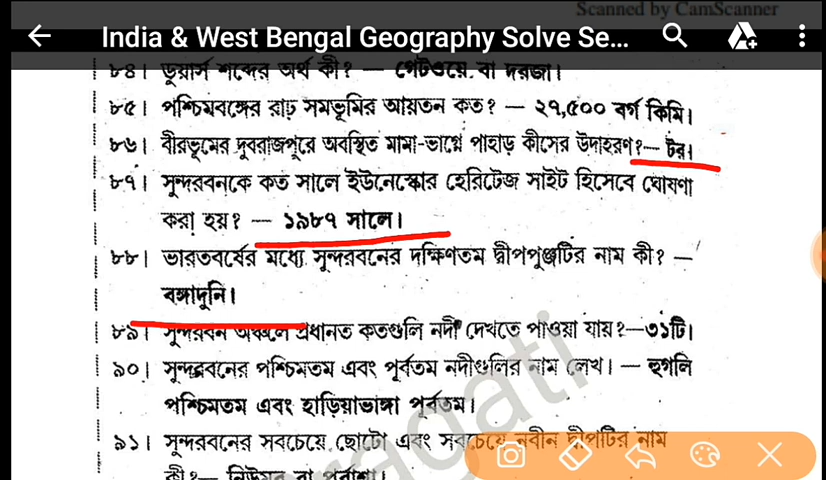 Scanned by CamScanner
India & West Bengal Geography Solve Se...
৮৪। ডুয়ার্স শব্দের অর্থ কী? — গেটওয়ে বা দরজা।
৮৫। পশ্চিমবঙ্গের রাঢ় সমভূমির আয়তন কত? — ২৭,৫০০ বর্গ কিমি।
৮৬। বীরভূমের দুবরাজপুরে অবস্থিত মামা-ভাগ্নে পাহাড় কীসের উদাহরণ? — টর।
৮৭। সুন্দরবনকে কত সালে ইউনেস্কোর হেরিটেজ সাইট হিসেবে ঘোষণা
করা হয়? — ১৯৮৭ সালে।
৮৮। ভারতবর্ষের মধ্যে সুন্দরবনের দক্ষিণতম দ্বীপপুঞ্জটির নাম কী? —
বঙ্গাদুনি।
৮৯। সুন্দরবন অঞ্চলে প্রধানত কতগুলি নদী দেখতে পাওয়া যায়? — ৩১টি।
৯০। সুন্দরবনের পশ্চিমতম এবং পূর্বতম নদীগুলির নাম লেখ। — হুগলি
পশ্চিমতম এবং হাড়িয়াভাঙ্গা পূর্বতম।
৯১। সুন্দরবনের সবচেয়ে ছোটো এবং সবচেয়ে নবীন দ্বীপটির নাম
কী? — নিউমুর বা পূর্বাশা।